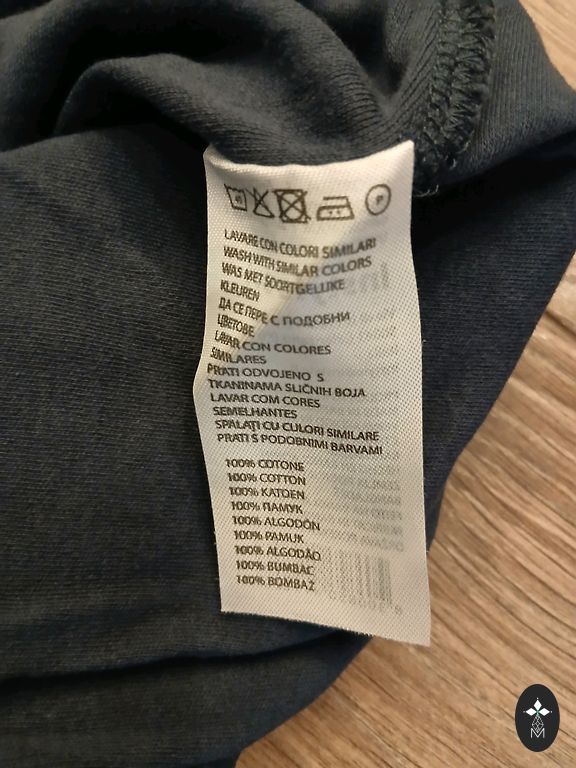 LAVARE CON COLORI SIMILARI
WASH WITH SIMILAR COLORS
WAS MET SOORTGELIJKE
KLEUREN
ДА СЕ ПЕРЕ С ПОДОБНИ
ЦВЕТОВЕ
LAVAR CON COLORES
SIMILARES
PRATI ODVOJENO S
TKANINAMA SLIČNIH BOJA
LAVAR COM CORES
SEMELHANTES
SPALAȚI CU CULORI SIMILARE
PRATI S PODOBNIMI BARVAMI
100% COTONE
100% COTTON
100% KATOEN
100% ПАМУК
100% ALGODÓN
100% PAMUK
100% ALGODÃO
100% BUMBAC
100% BOMBAŽ